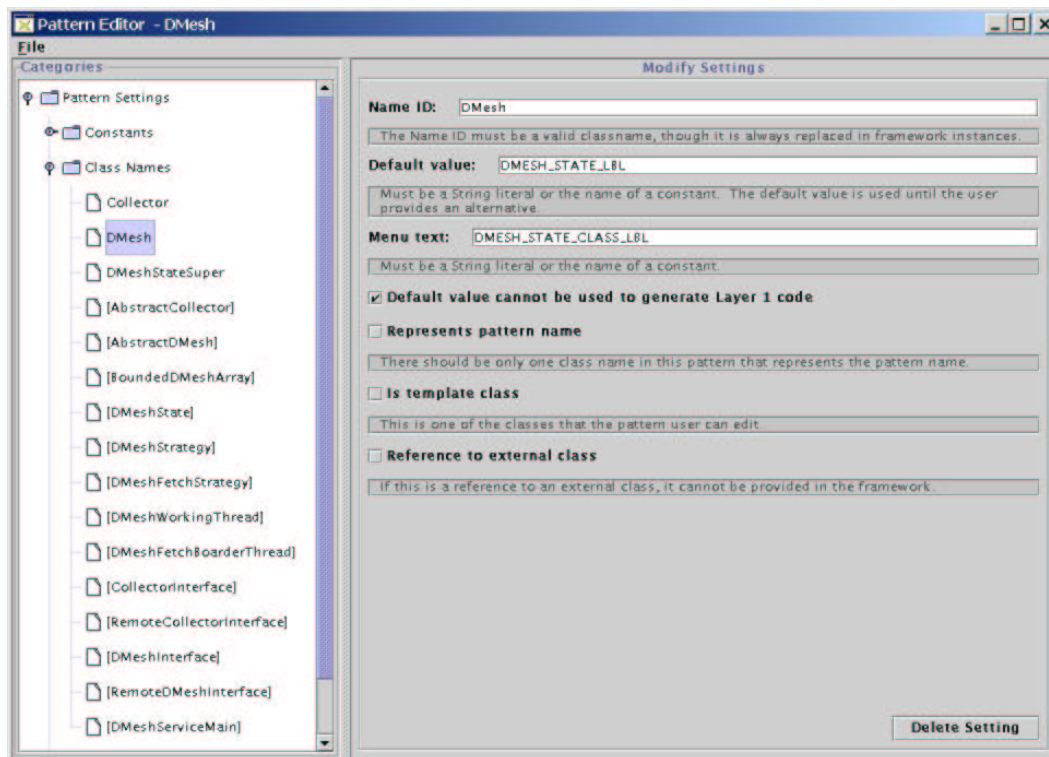 Pattern Editor - DMesh
File
Categories
Pattern Settings
Constants
Class Names
Collector
DMesh
DMeshStateSuper
[AbstractCollector]
[AbstractDMesh]
[BoundedDMeshArray]
[DMeshState]
[DMeshStrategy]
[DMeshFetchStrategy]
[DMeshWorkingThread]
[DMeshFetchBoarderThread]
[CollectorInterface]
[RemoteCollectorInterface]
[DMeshInterface]
[RemoteDMeshInterface]
[DMeshServiceMain]
Modify Settings
Name ID: DMesh
The Name ID must be a valid classname, though it is always replaced in framework instances.
Default value: DMESH_STATE_LBL
Must be a String literal or the name of a constant. The default value is used until the user
provides an alternative.
Menu text: DMESH_STATE_CLASS_LBL
Must be a String literal or the name of a constant.
Default value cannot be used to generate Layer 1 code
Represents pattern name
There should be only one class name in this pattern that represents the pattern name.
Is template class
This is one of the classes that the pattern user can edit
Reference to external class
If this is a reference to an external class, it cannot be provided in the framework.
Delete Setting